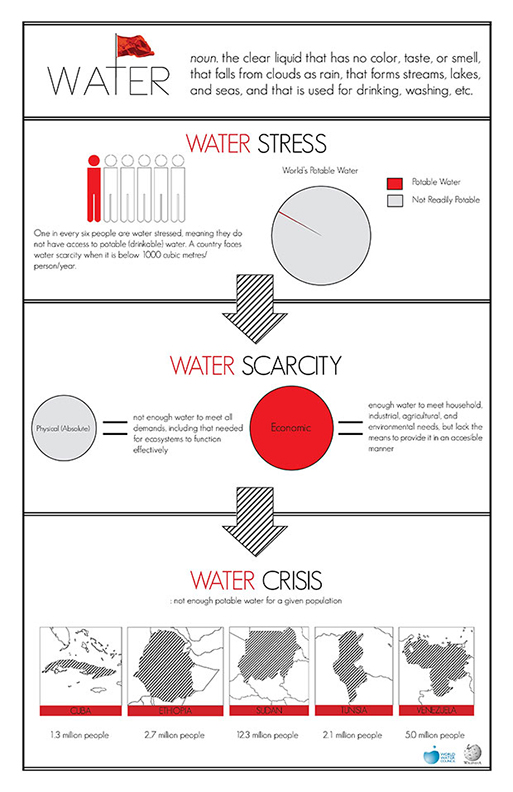 WATER
noun. the clear liquid that has no color, taste, or smell,
that falls from clouds as rain, that forms streams, lakes,
and seas, and that is used for drinking, washing, etc.
WATER STRESS
World's Potable Water
Potable Water
Not Readily Potable
One in every six people are water stressed, meaning they do
not have access to potable (drinkable) water. A country faces
water scarcity when it is below 1000 cubic metres/
person/year.
WATER SCARCITY
Physical (Absolute)
not enough water to meet all
demands, including that needed
for ecosystems to function
effectively
Economic
enough water to meet household,
industrial, agricultural, and
environmental needs, but lack the
means to provide it in an accesible
manner
WATER CRISIS
: not enough potable water for a given population
CUBA
ETHIOPIA
SUDAN
TUNISIA
VENEZUELA
1.3 million people
2.7 million people
12.3 million people
2.1 million people
5.0 million people
WORLD
WATER
COUNCIL